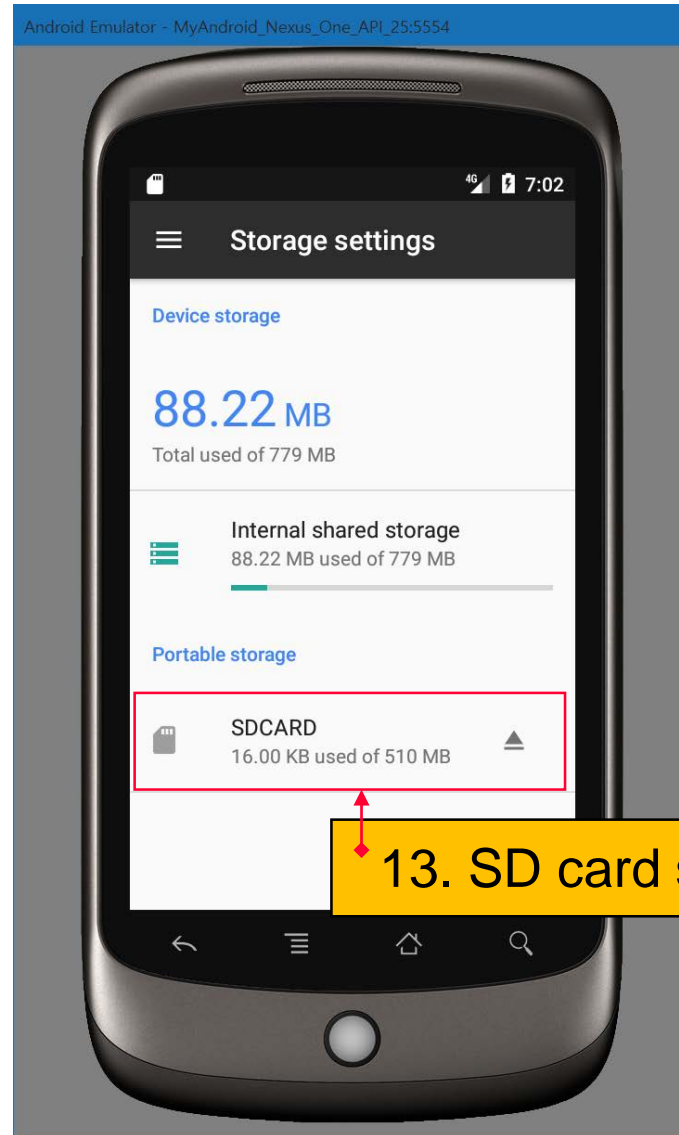 Android Emulator - MyAndroid_Nexus_One_API_25:5554
4G 7:02
Storage settings
Device storage
88.22 MB
Total used of 779 MB
Internal shared storage
88.22 MB used of 779 MB
Portable storage
SDCARD
16.00 KB used of 510 MB
13. SD card